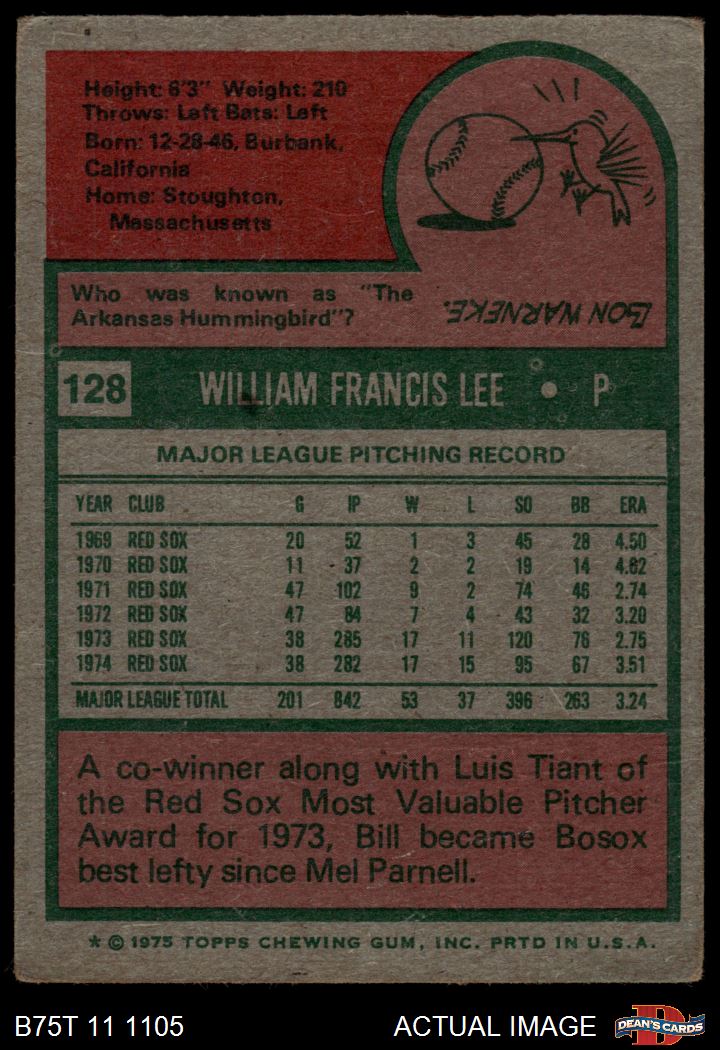 Height: 6'3" Weight: 210
Throws: Left Bats: Left
Born: 12-28-46, Burbank,
California
Home: Stoughton,
Massachusetts
Who was known as "The
Arkansas Hummingbird"?
BON WARNEKE.
128 WILLIAM FRANCIS LEE • P
MAJOR LEAGUE PITCHING RECORD
YEAR CLUB G IP W L SO BB ERA
1969 RED SOX 20 52 1 3 45 28 4.50
1970 RED SOX 11 37 2 2 19 14 4.62
1971 RED SOX 47 102 9 2 74 46 2.74
1972 RED SOX 47 84 7 4 43 32 3.20
1973 RED SOX 38 285 17 11 120 76 2.75
1974 RED SOX 38 282 17 15 95 67 3.51
MAJOR LEAGUE TOTAL 201 842 53 37 396 263 3.24
A co-winner along with Luis Tiant of
the Red Sox Most Valuable Pitcher
Award for 1973, Bill became Bosox
best lefty since Mel Parnell.
* © 1975 TOPPS CHEWING GUM, INC. PRTD IN U.S.A.
B75T 11 1105 ACTUAL IMAGE DEAN'S CARDS